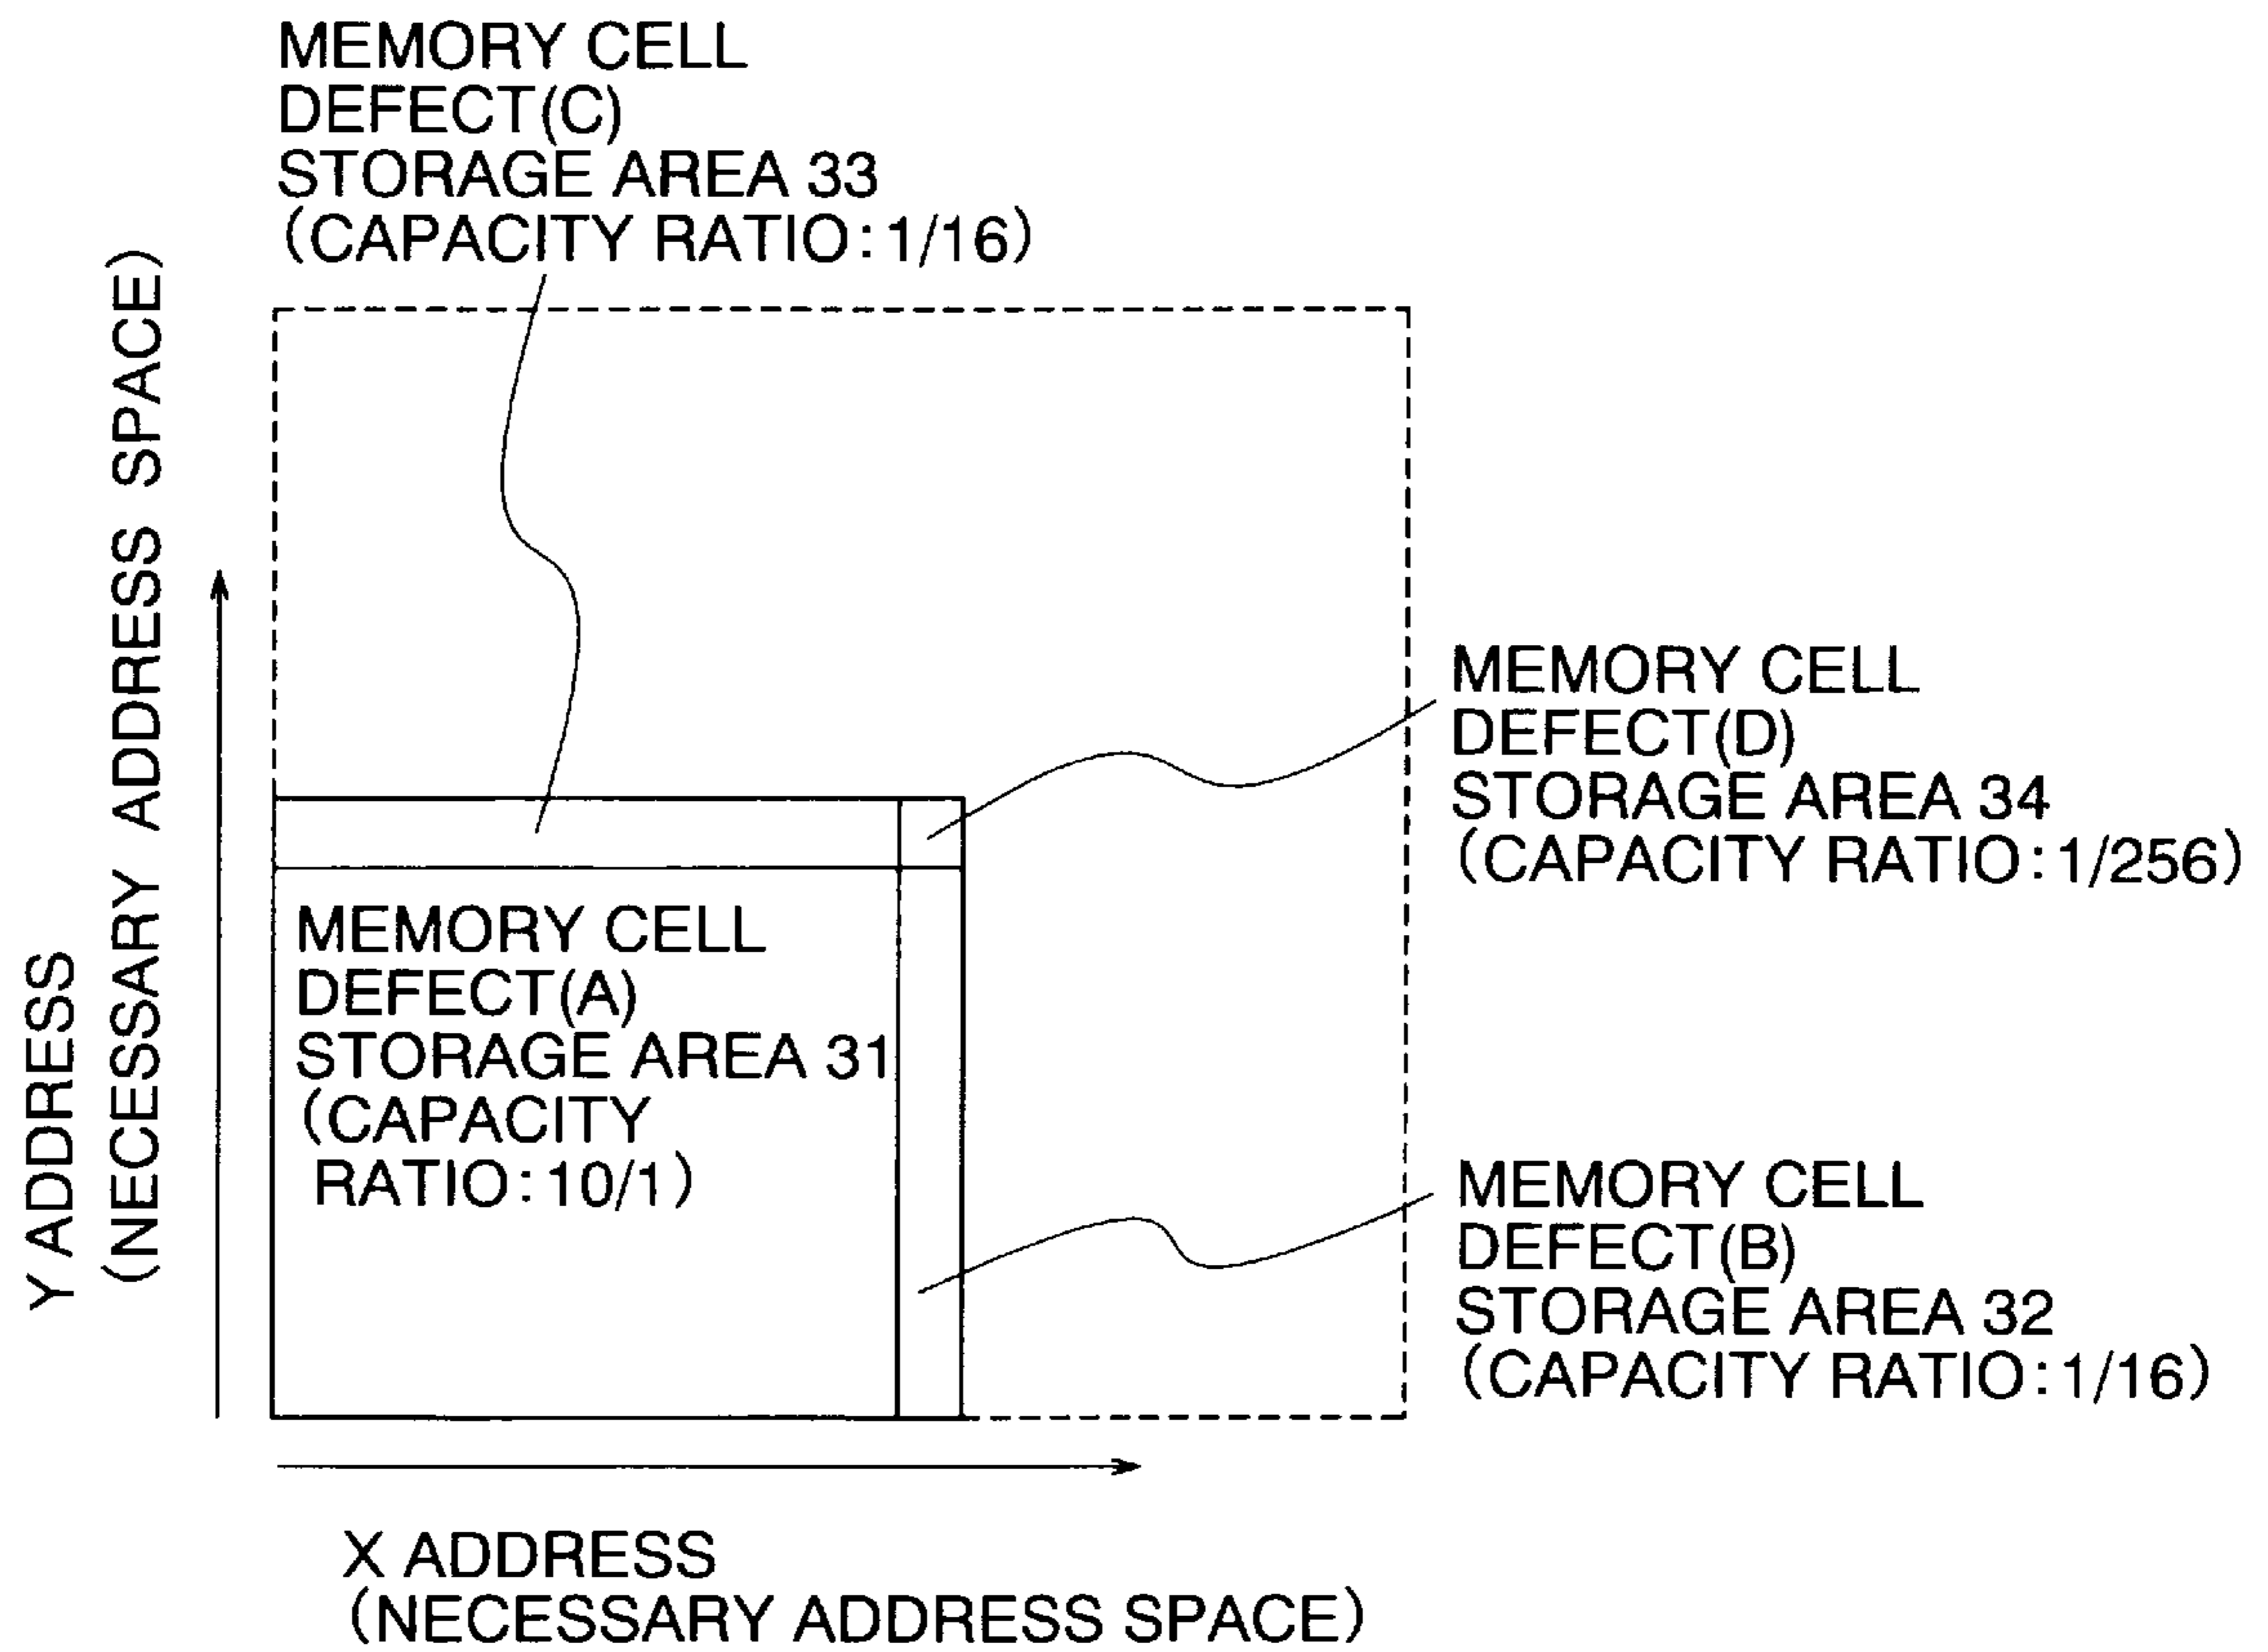 MEMORY CELL
DEFECT(C)
STORAGE AREA 33
(CAPACITY RATIO:1/16)
Y ADDRESS
(NECESSARY ADDRESS SPACE)
MEMORY CELL
DEFECT(D)
STORAGE AREA 34
(CAPACITY RATIO:1/256)
MEMORY CELL
DEFECT(A)
STORAGE AREA 31
(CAPACITY
RATIO:10/1)
MEMORY CELL
DEFECT(B)
STORAGE AREA 32
(CAPACITY RATIO:1/16)
X ADDRESS
(NECESSARY ADDRESS SPACE)